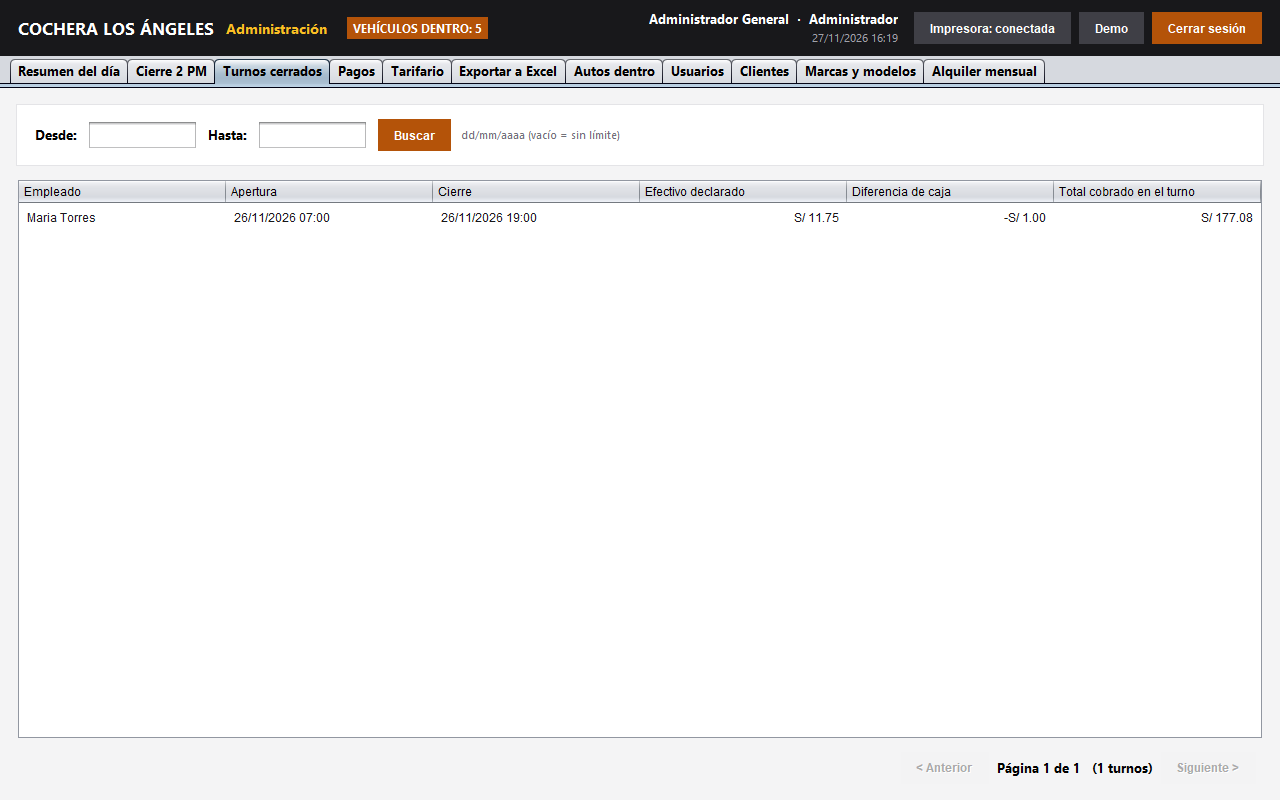 COCHERA LOS ÁNGELES Administración VEHÍCULOS DENTRO: 5 Administrador General · Administrador
27/11/2026 16:19
Impresora: conectada Demo Cerrar sesión
Resumen del día Cierre 2 PM Turnos cerrados Pagos Tarifario Exportar a Excel Autos dentro Usuarios Clientes Marcas y modelos Alquiler mensual
Desde: Hasta: Buscar dd/mm/aaaa (vacío = sin límite)
Empleado Apertura Cierre Efectivo declarado Diferencia de caja Total cobrado en el turno
Maria Torres 26/11/2026 07:00 26/11/2026 19:00 S/ 11.75 -S/ 1.00 S/ 177.08
< Anterior Página 1 de 1 (1 turnos) Siguiente >